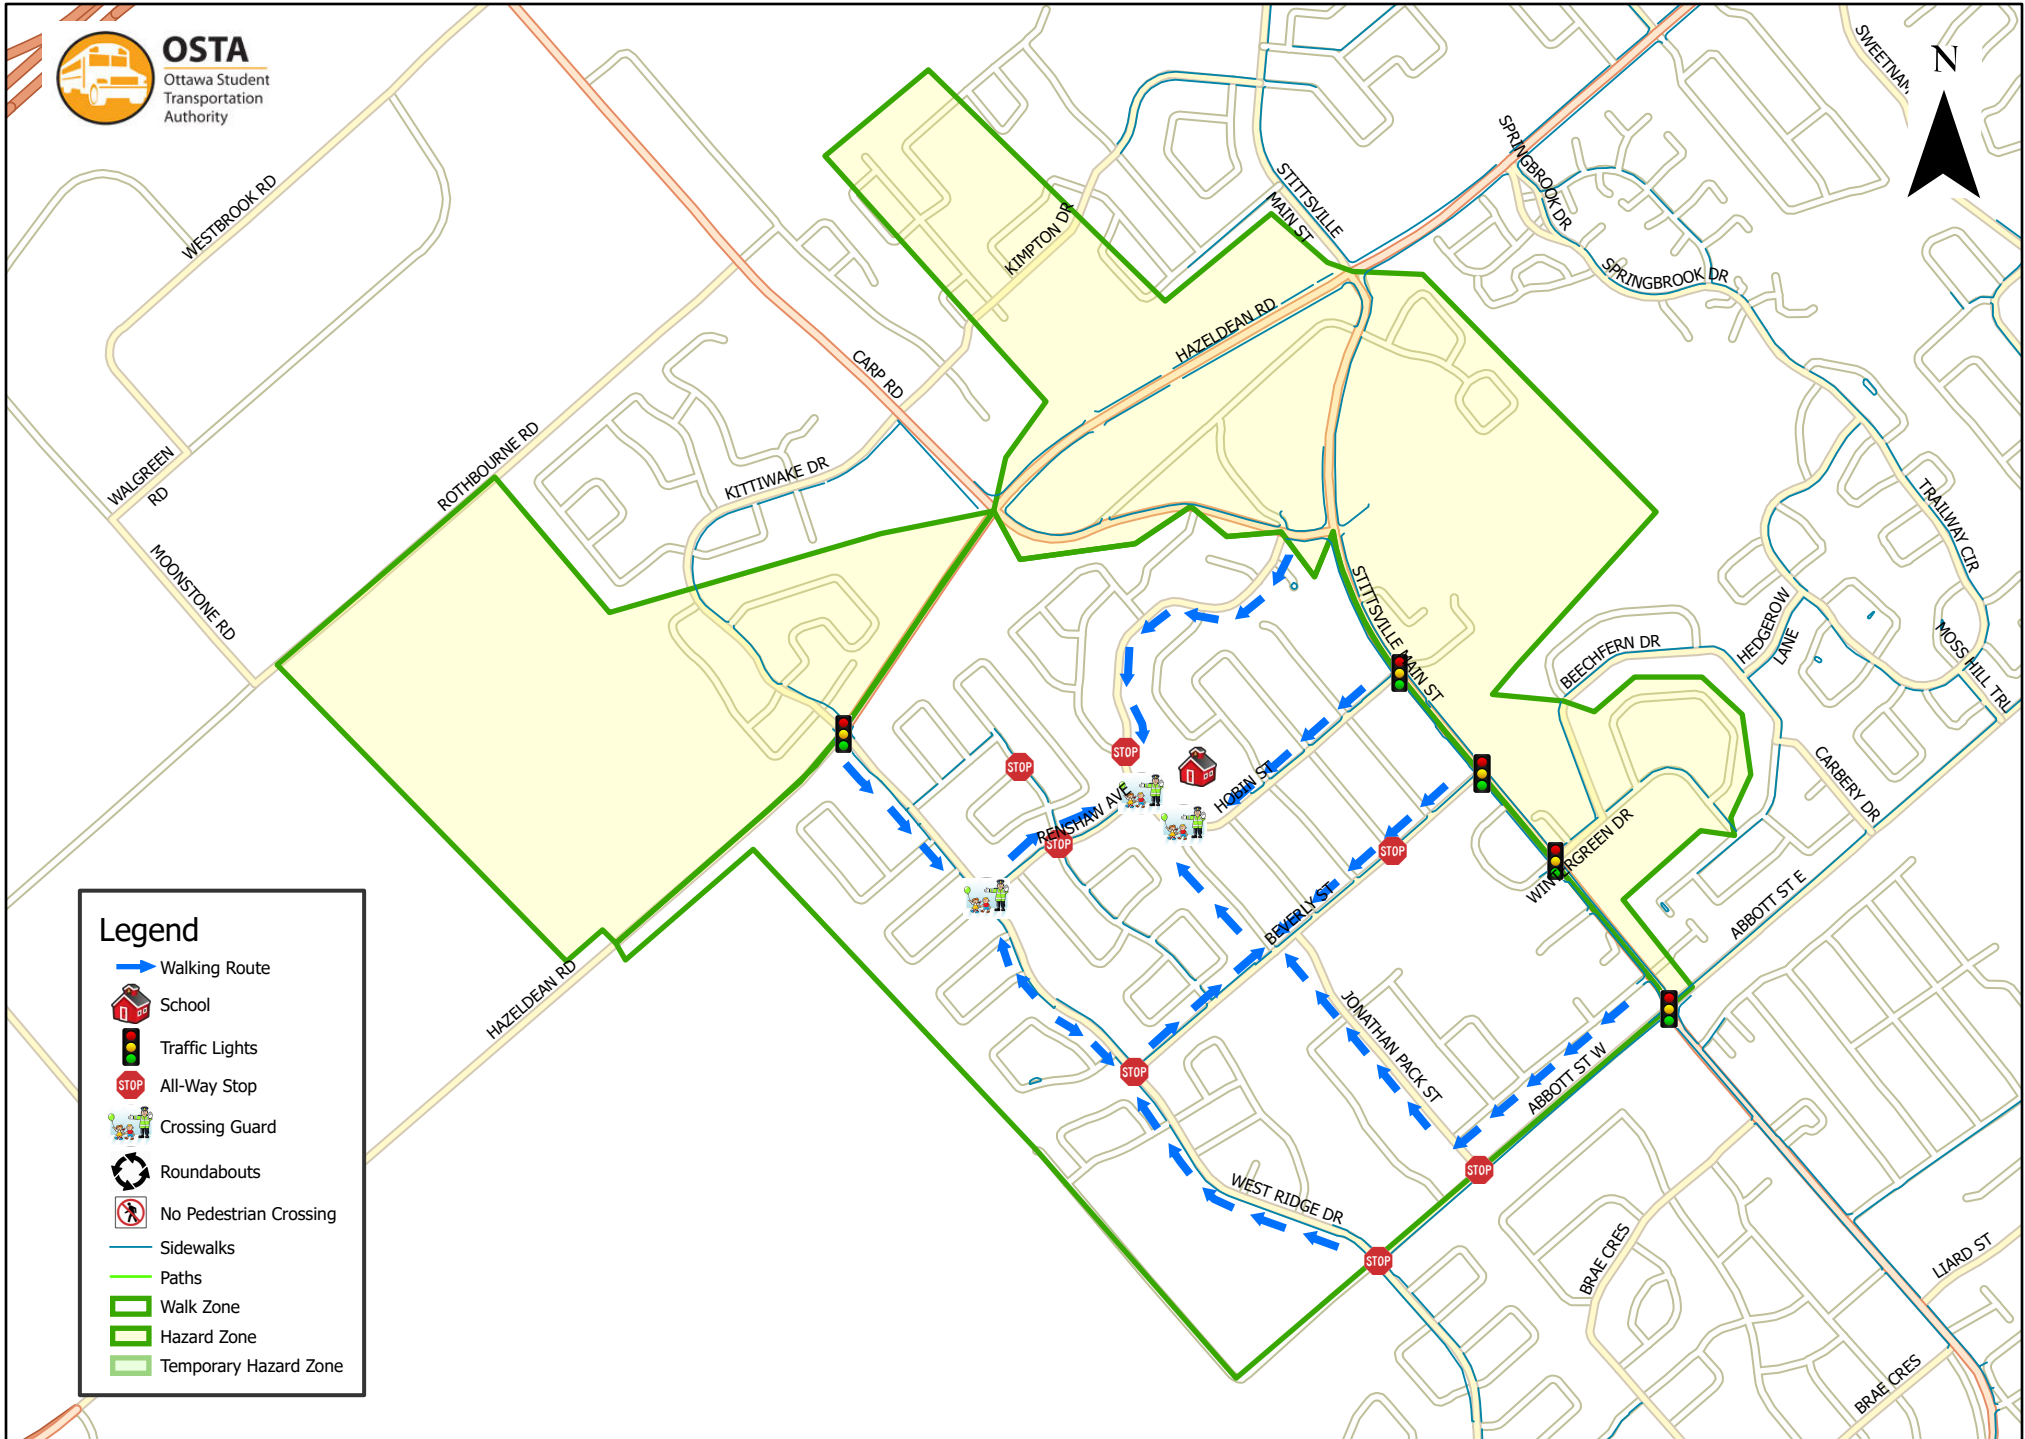 OSTA
Ottawa Student
Transportation
Authority
N
SWEETNAM
SPRINGBROOK DR
STITTSVILLE
MAIN ST
WESTBROOK RD
KIMPTON DR
SPRINGBROOK DR
HAZELDEAN RD
CARP RD
WALGREEN
RD
ROTHBOURNE RD
KITTIWAKE DR
TRAILWAY CIR
MOONSTONE RD
STITTSVILLE MAIN ST
BEECHFERN DR
HEDGEROW
LANE
MOSS HILL TRL
STOP
STOP
RENSHAW AVE
HOBIN ST
CARBERY DR
STOP
STOP
WINTERGREEN DR
BEVERLY ST
ABBOTT ST E
HAZELDEAN RD
JONATHAN PACK ST
STOP
ABBOTT ST W
STOP
WEST RIDGE DR
STOP
BRAE CRES
LIARD ST
BRAE CRES
Legend
Walking Route
School
Traffic Lights
STOP
All-Way Stop
Crossing Guard
Roundabouts
No Pedestrian Crossing
Sidewalks
Paths
Walk Zone
Hazard Zone
Temporary Hazard Zone